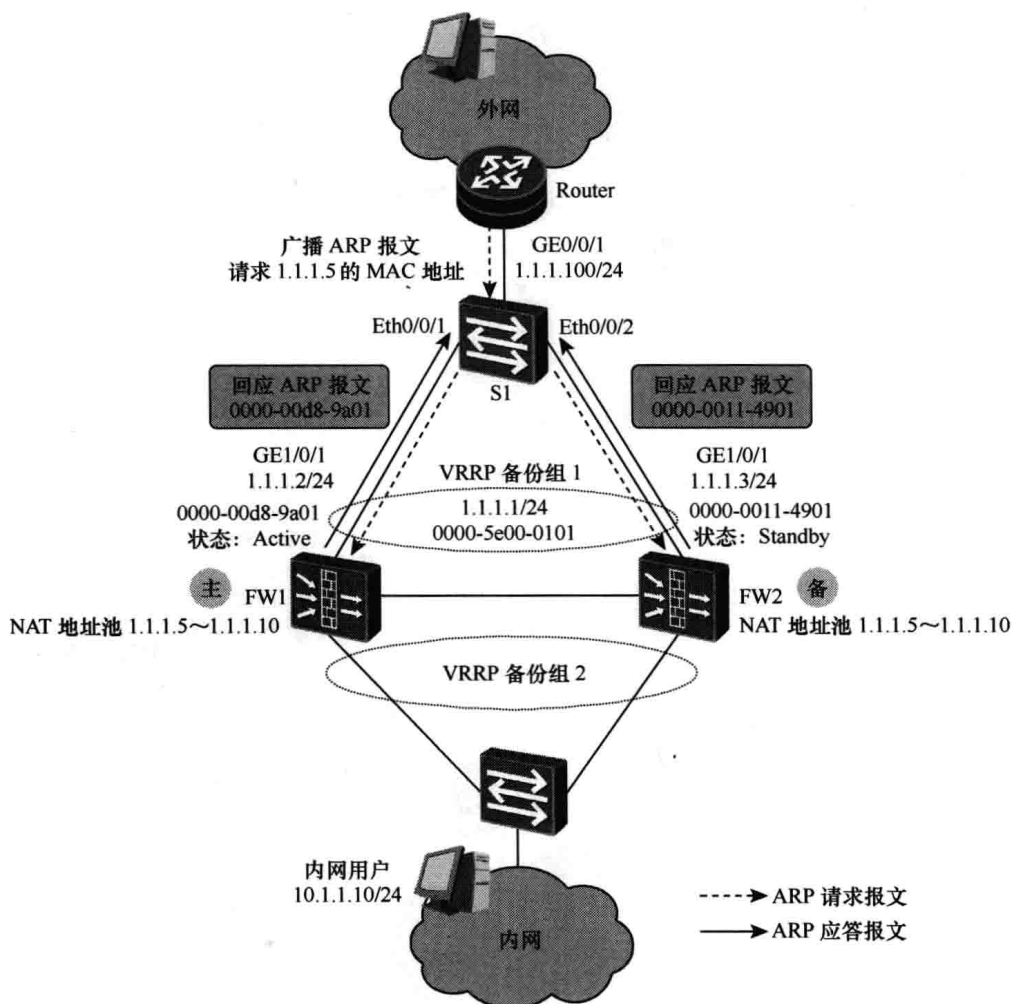 外网
Router
广播 ARP 报文
请求 1.1.1.5 的 MAC 地址
GE0/0/1
1.1.1.100/24
Eth0/0/1
Eth0/0/2
S1
回应 ARP 报文
0000-00d8-9a01
回应 ARP 报文
0000-0011-4901
GE1/0/1
1.1.1.2/24
VRRP 备份组 1
GE1/0/1
1.1.1.3/24
0000-00d8-9a01
状态：Active
1.1.1.1/24
0000-5e00-0101
0000-0011-4901
状态：Standby
主
FW1
FW2
备
NAT 地址池 1.1.1.5～1.1.1.10
NAT 地址池 1.1.1.5～1.1.1.10
VRRP 备份组 2
内网用户
10.1.1.10/24
内网
ARP 请求报文
ARP 应答报文